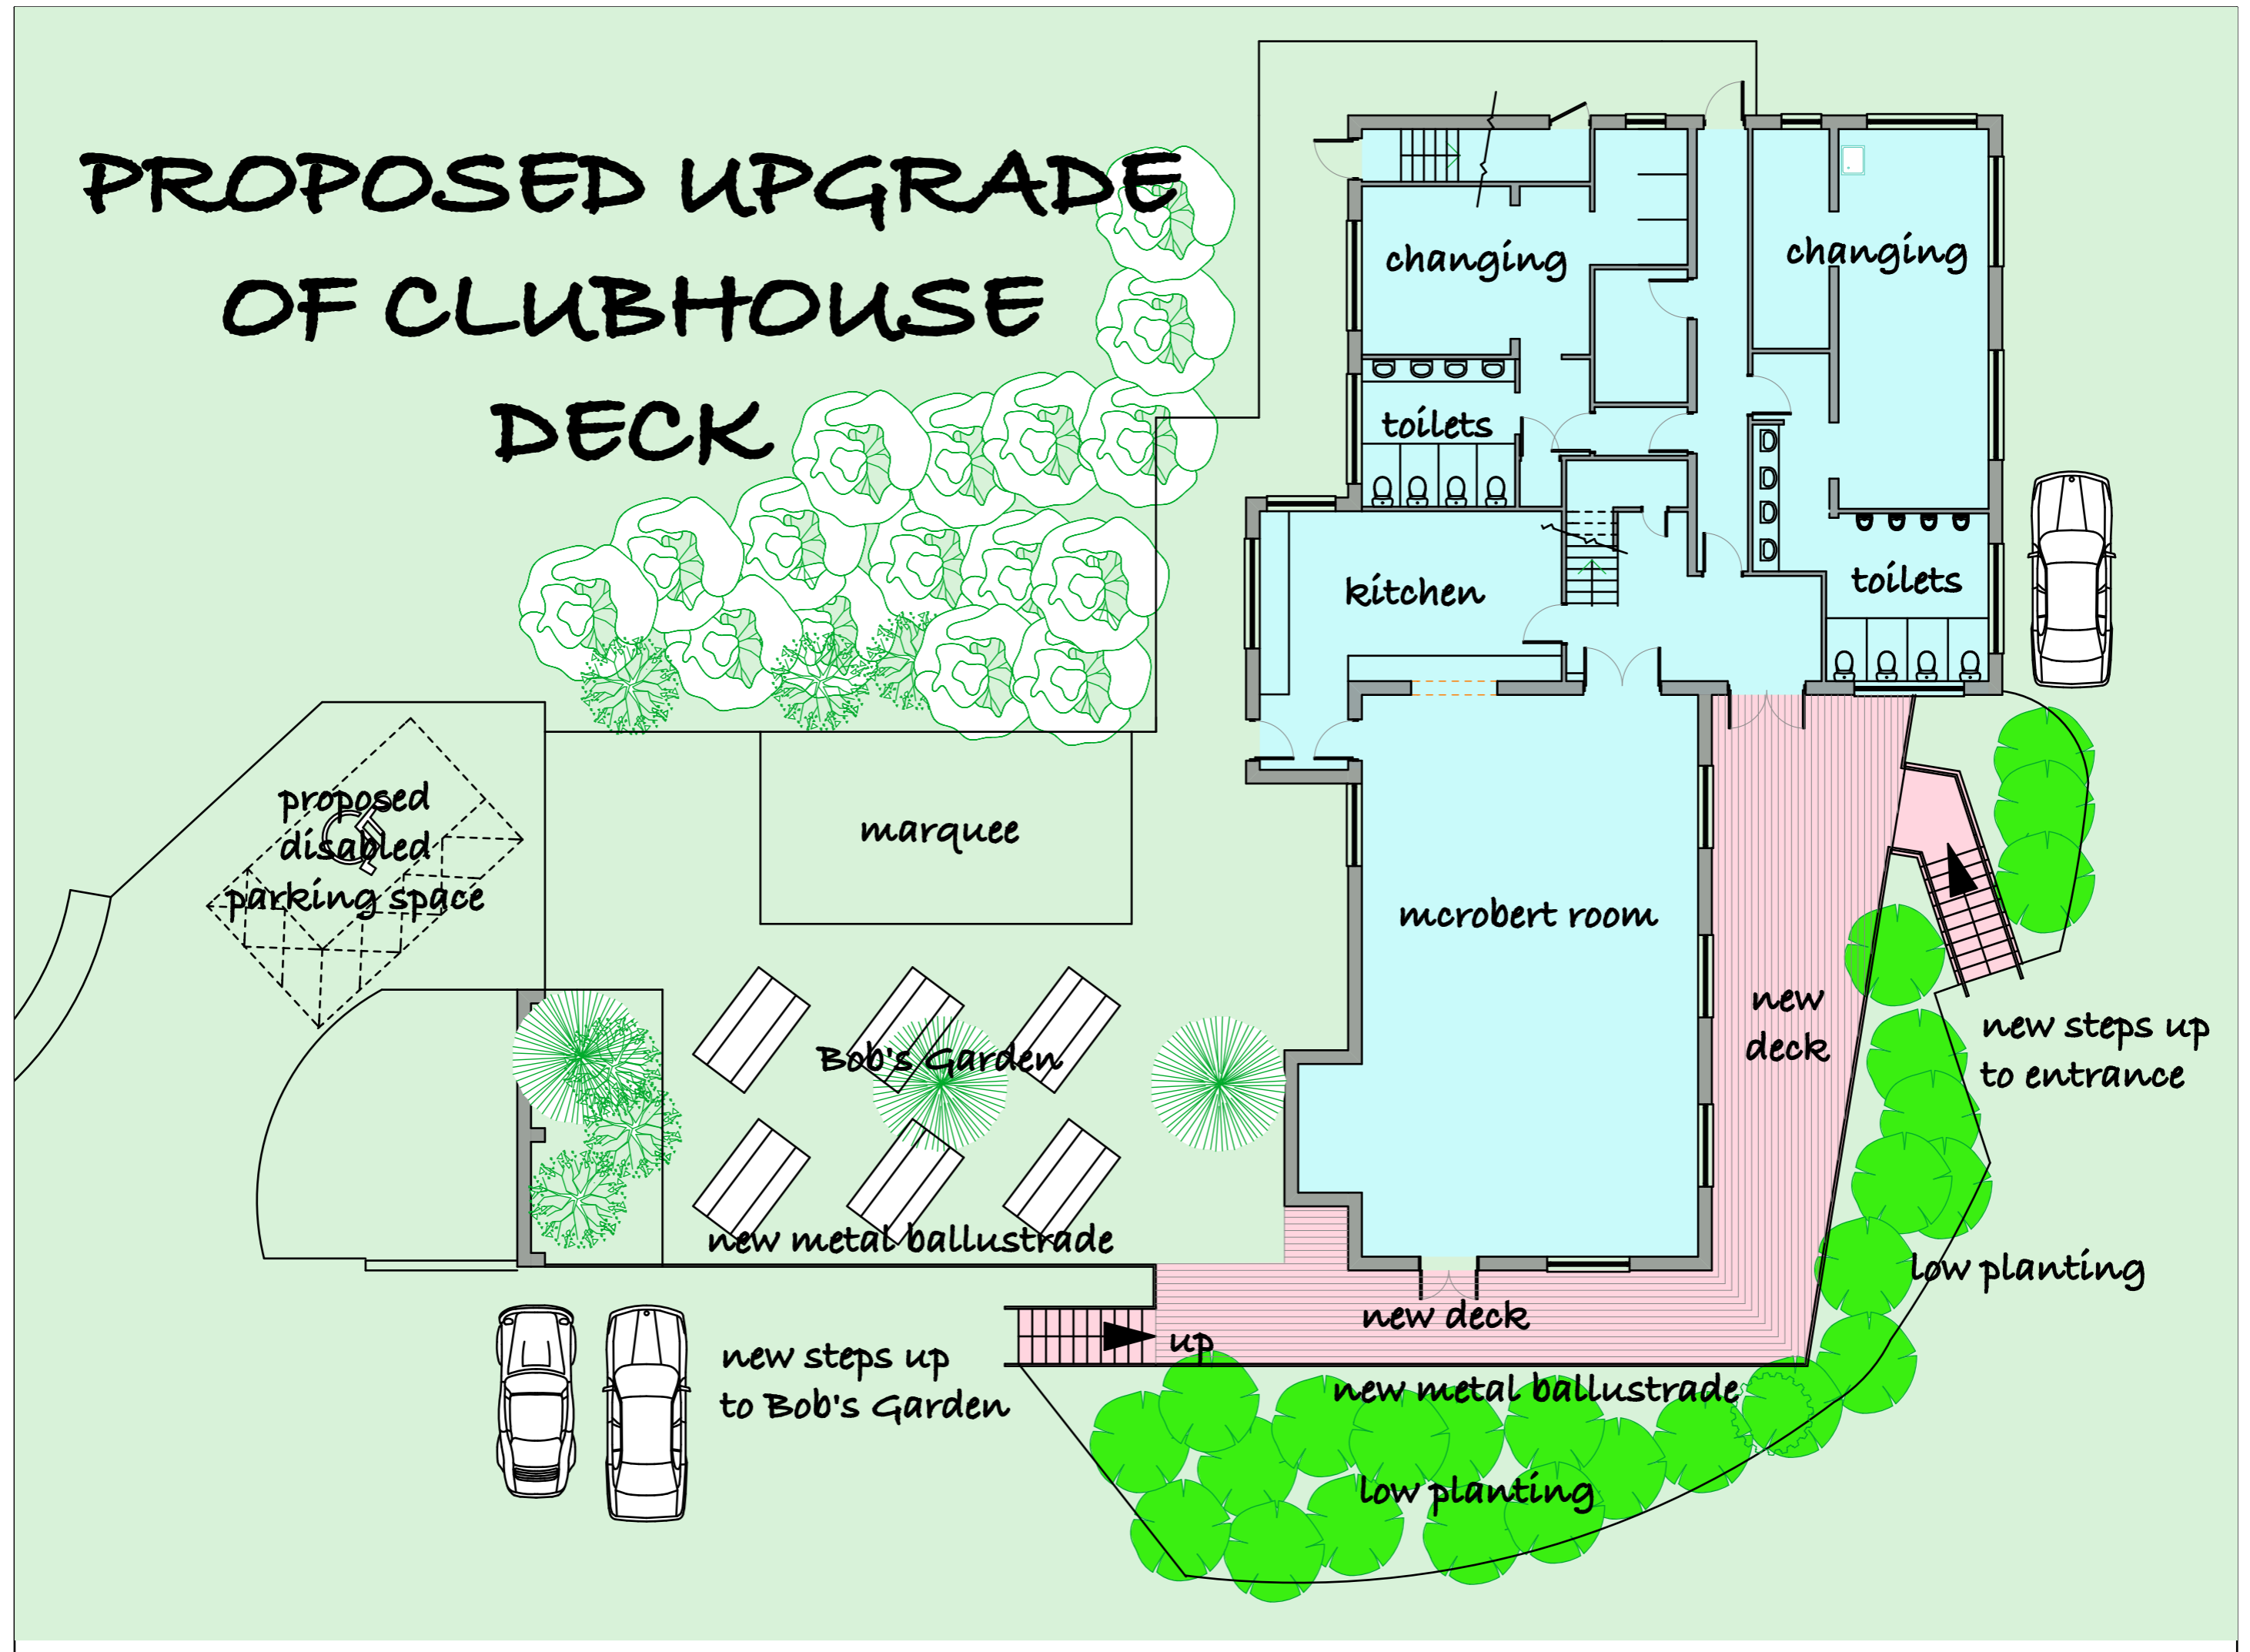 PROPOSED UPGRADE
OF CLUBHOUSE
DECK
changing
changing
toilets
kitchen
toilets
proposed
disabled
parking space
marquee
mcrobert room
new
deck
new steps up
to entrance
Bob's Garden
new metal ballustrade
low planting
new deck
up
new steps up
to Bob's Garden
new metal ballustrade
low planting